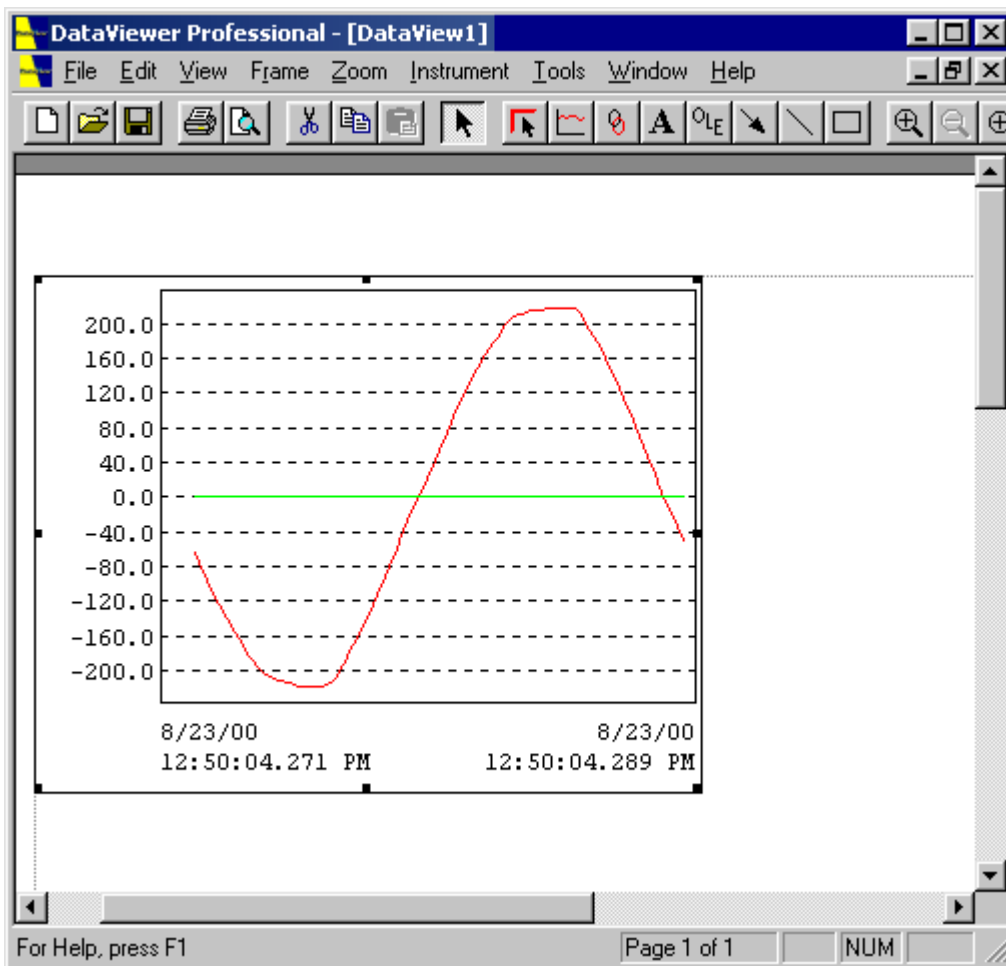 DataViewer Professional - [DataView1]
File Edit View Frame Zoom Instrument Tools Window Help
A OLE
200.0
160.0
120.0
80.0
40.0
0.0
-40.0
-80.0
-120.0
-160.0
-200.0
8/23/00 8/23/00
12:50:04.271 PM 12:50:04.289 PM
For Help, press F1 Page 1 of 1 NUM